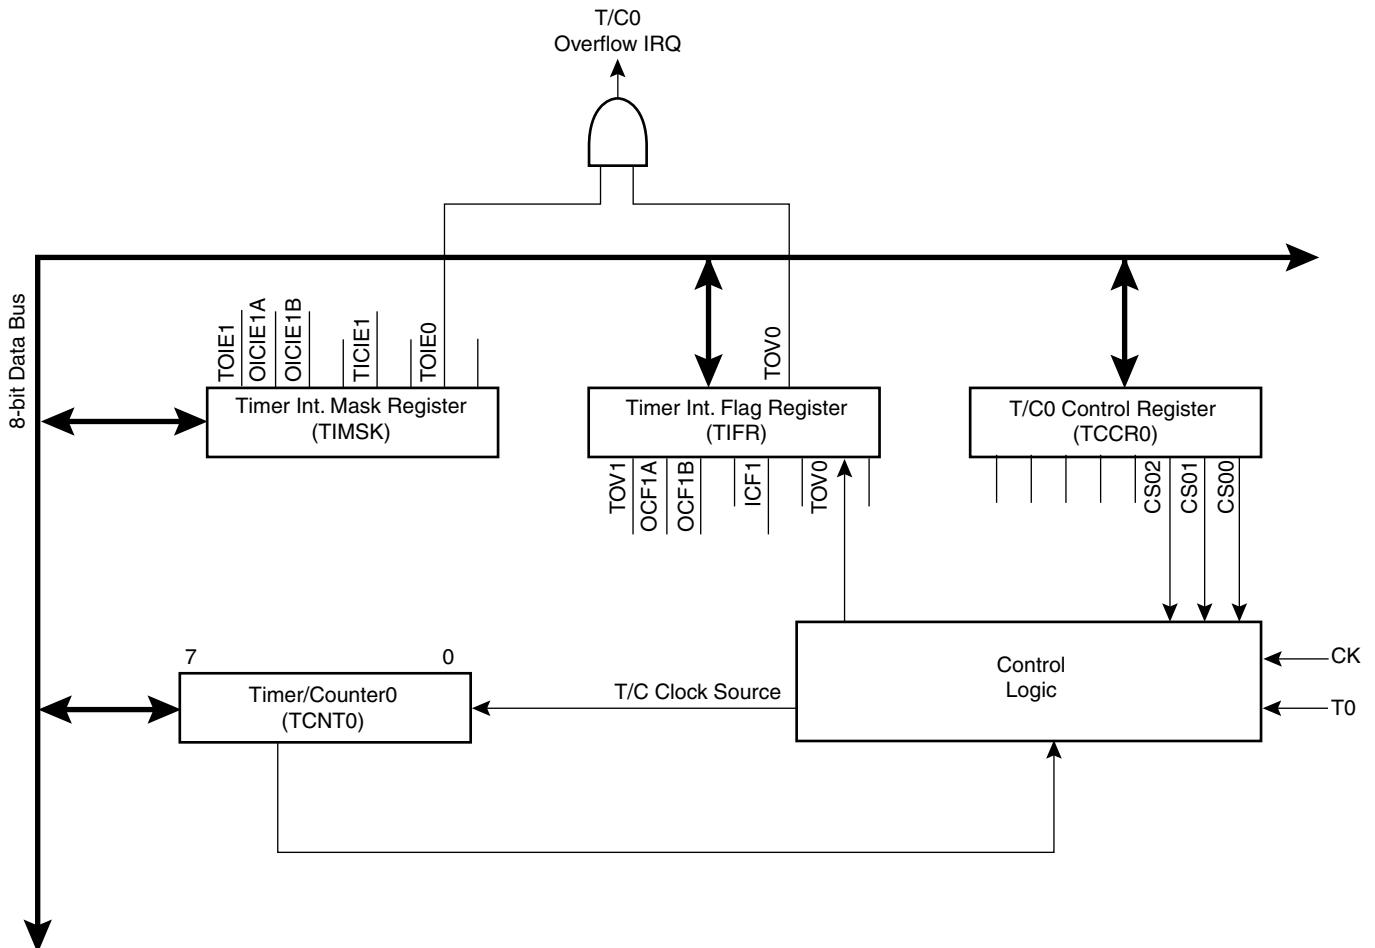 T/C0
Overflow IRQ
8-bit Data Bus
TOIE1
OICIE1A
OICIE1B
TICIE1
TOIE0
TOV0
Timer Int. Mask Register
(TIMSK)
Timer Int. Flag Register
(TIFR)
T/C0 Control Register
(TCCR0)
TOV1
OCF1A
OCF1B
ICF1
TOV0
CS02
CS01
CS00
7
0
Timer/Counter0
(TCNT0)
T/C Clock Source
Control
Logic
CK
T0